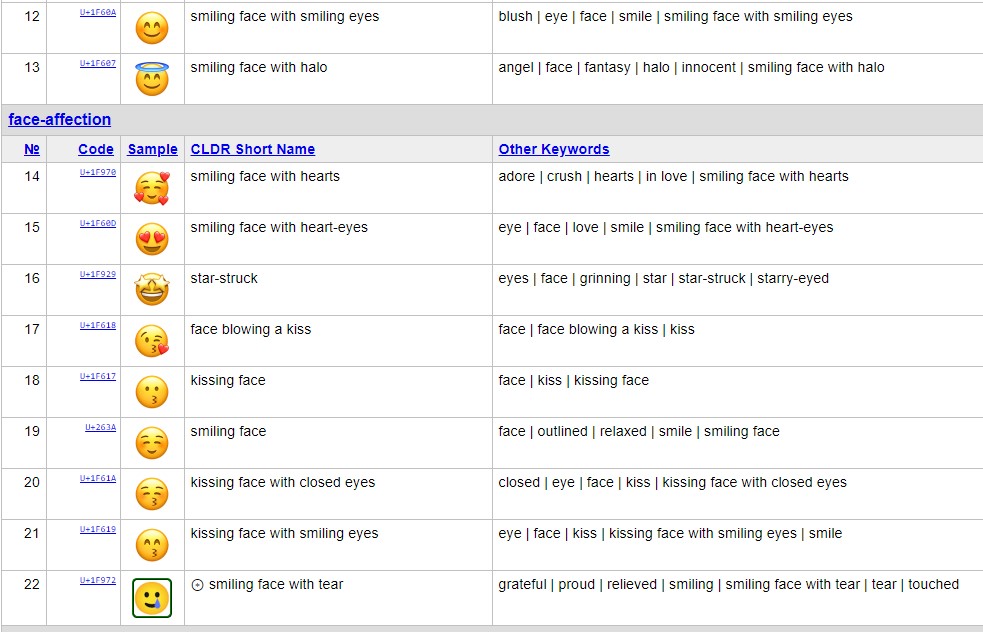 12 U+1F60A smiling face with smiling eyes blush | eye | face | smile | smiling face with smiling eyes
13 U+1F607 smiling face with halo angel | face | fantasy | halo | innocent | smiling face with halo
face-affection
№ Code Sample CLDR Short Name Other Keywords
14 U+1F970 smiling face with hearts adore | crush | hearts | in love | smiling face with hearts
15 U+1F60D smiling face with heart-eyes eye | face | love | smile | smiling face with heart-eyes
16 U+1F929 star-struck eyes | face | grinning | star | star-struck | starry-eyed
17 U+1F618 face blowing a kiss face | face blowing a kiss | kiss
18 U+1F617 kissing face face | kiss | kissing face
19 U+263A smiling face face | outlined | relaxed | smile | smiling face
20 U+1F61A kissing face with closed eyes closed | eye | face | kiss | kissing face with closed eyes
21 U+1F619 kissing face with smiling eyes eye | face | kiss | kissing face with smiling eyes | smile
22 U+1F972 ⊙ smiling face with tear grateful | proud | relieved | smiling | smiling face with tear | tear | touched